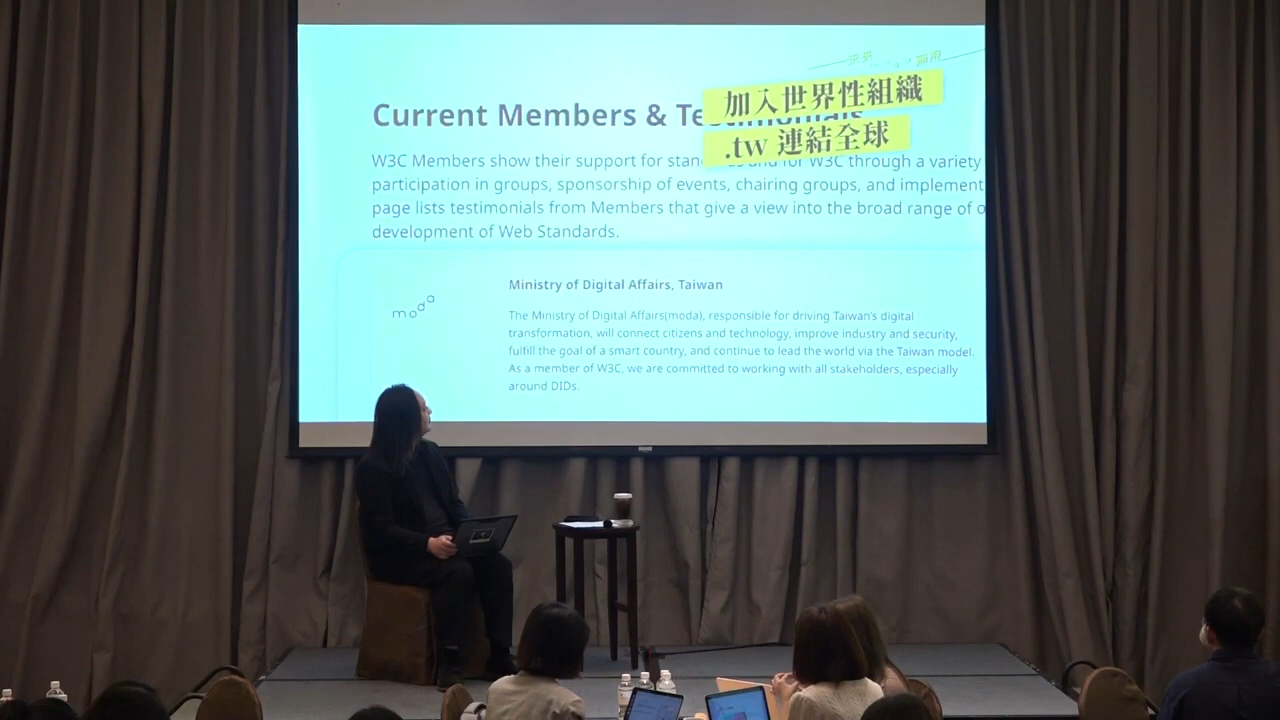 加入世界性組織
.tw 連結全球
Current Members & Testimonials
W3C Members show their support for standards and for W3C through a variety
participation in groups, sponsorship of events, chairing groups, and implement
page lists testimonials from Members that give a view into the broad range of o
development of Web Standards.
moda
Ministry of Digital Affairs, Taiwan
The Ministry of Digital Affairs(moda), responsible for driving Taiwan's digital
transformation, will connect citizens and technology, improve industry and security,
fulfill the goal of a smart country, and continue to lead the world via the Taiwan model.
As a member of W3C, we are committed to working with all stakeholders, especially
around DIDs.